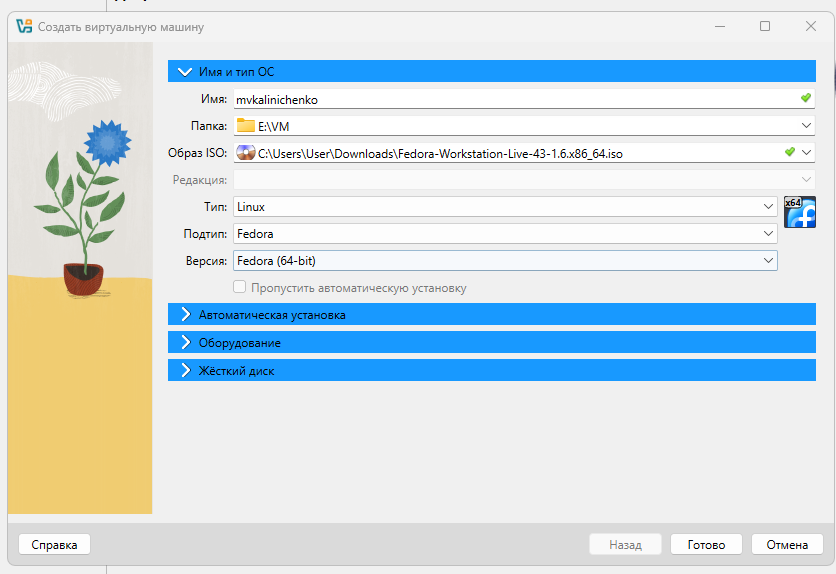 Создать виртуальную машину
Имя и тип ОС
Имя: mvkalinichenko
Папка: E:\VM
Образ ISO: C:\Users\User\Downloads\Fedora-Workstation-Live-43-1.6.x86_64.iso
Редакция:
Тип: Linux
x64
Подтип: Fedora
Версия: Fedora (64-bit)
Пропустить автоматическую установку
Автоматическая установка
Оборудование
Жёсткий диск
Справка Назад Готово Отмена